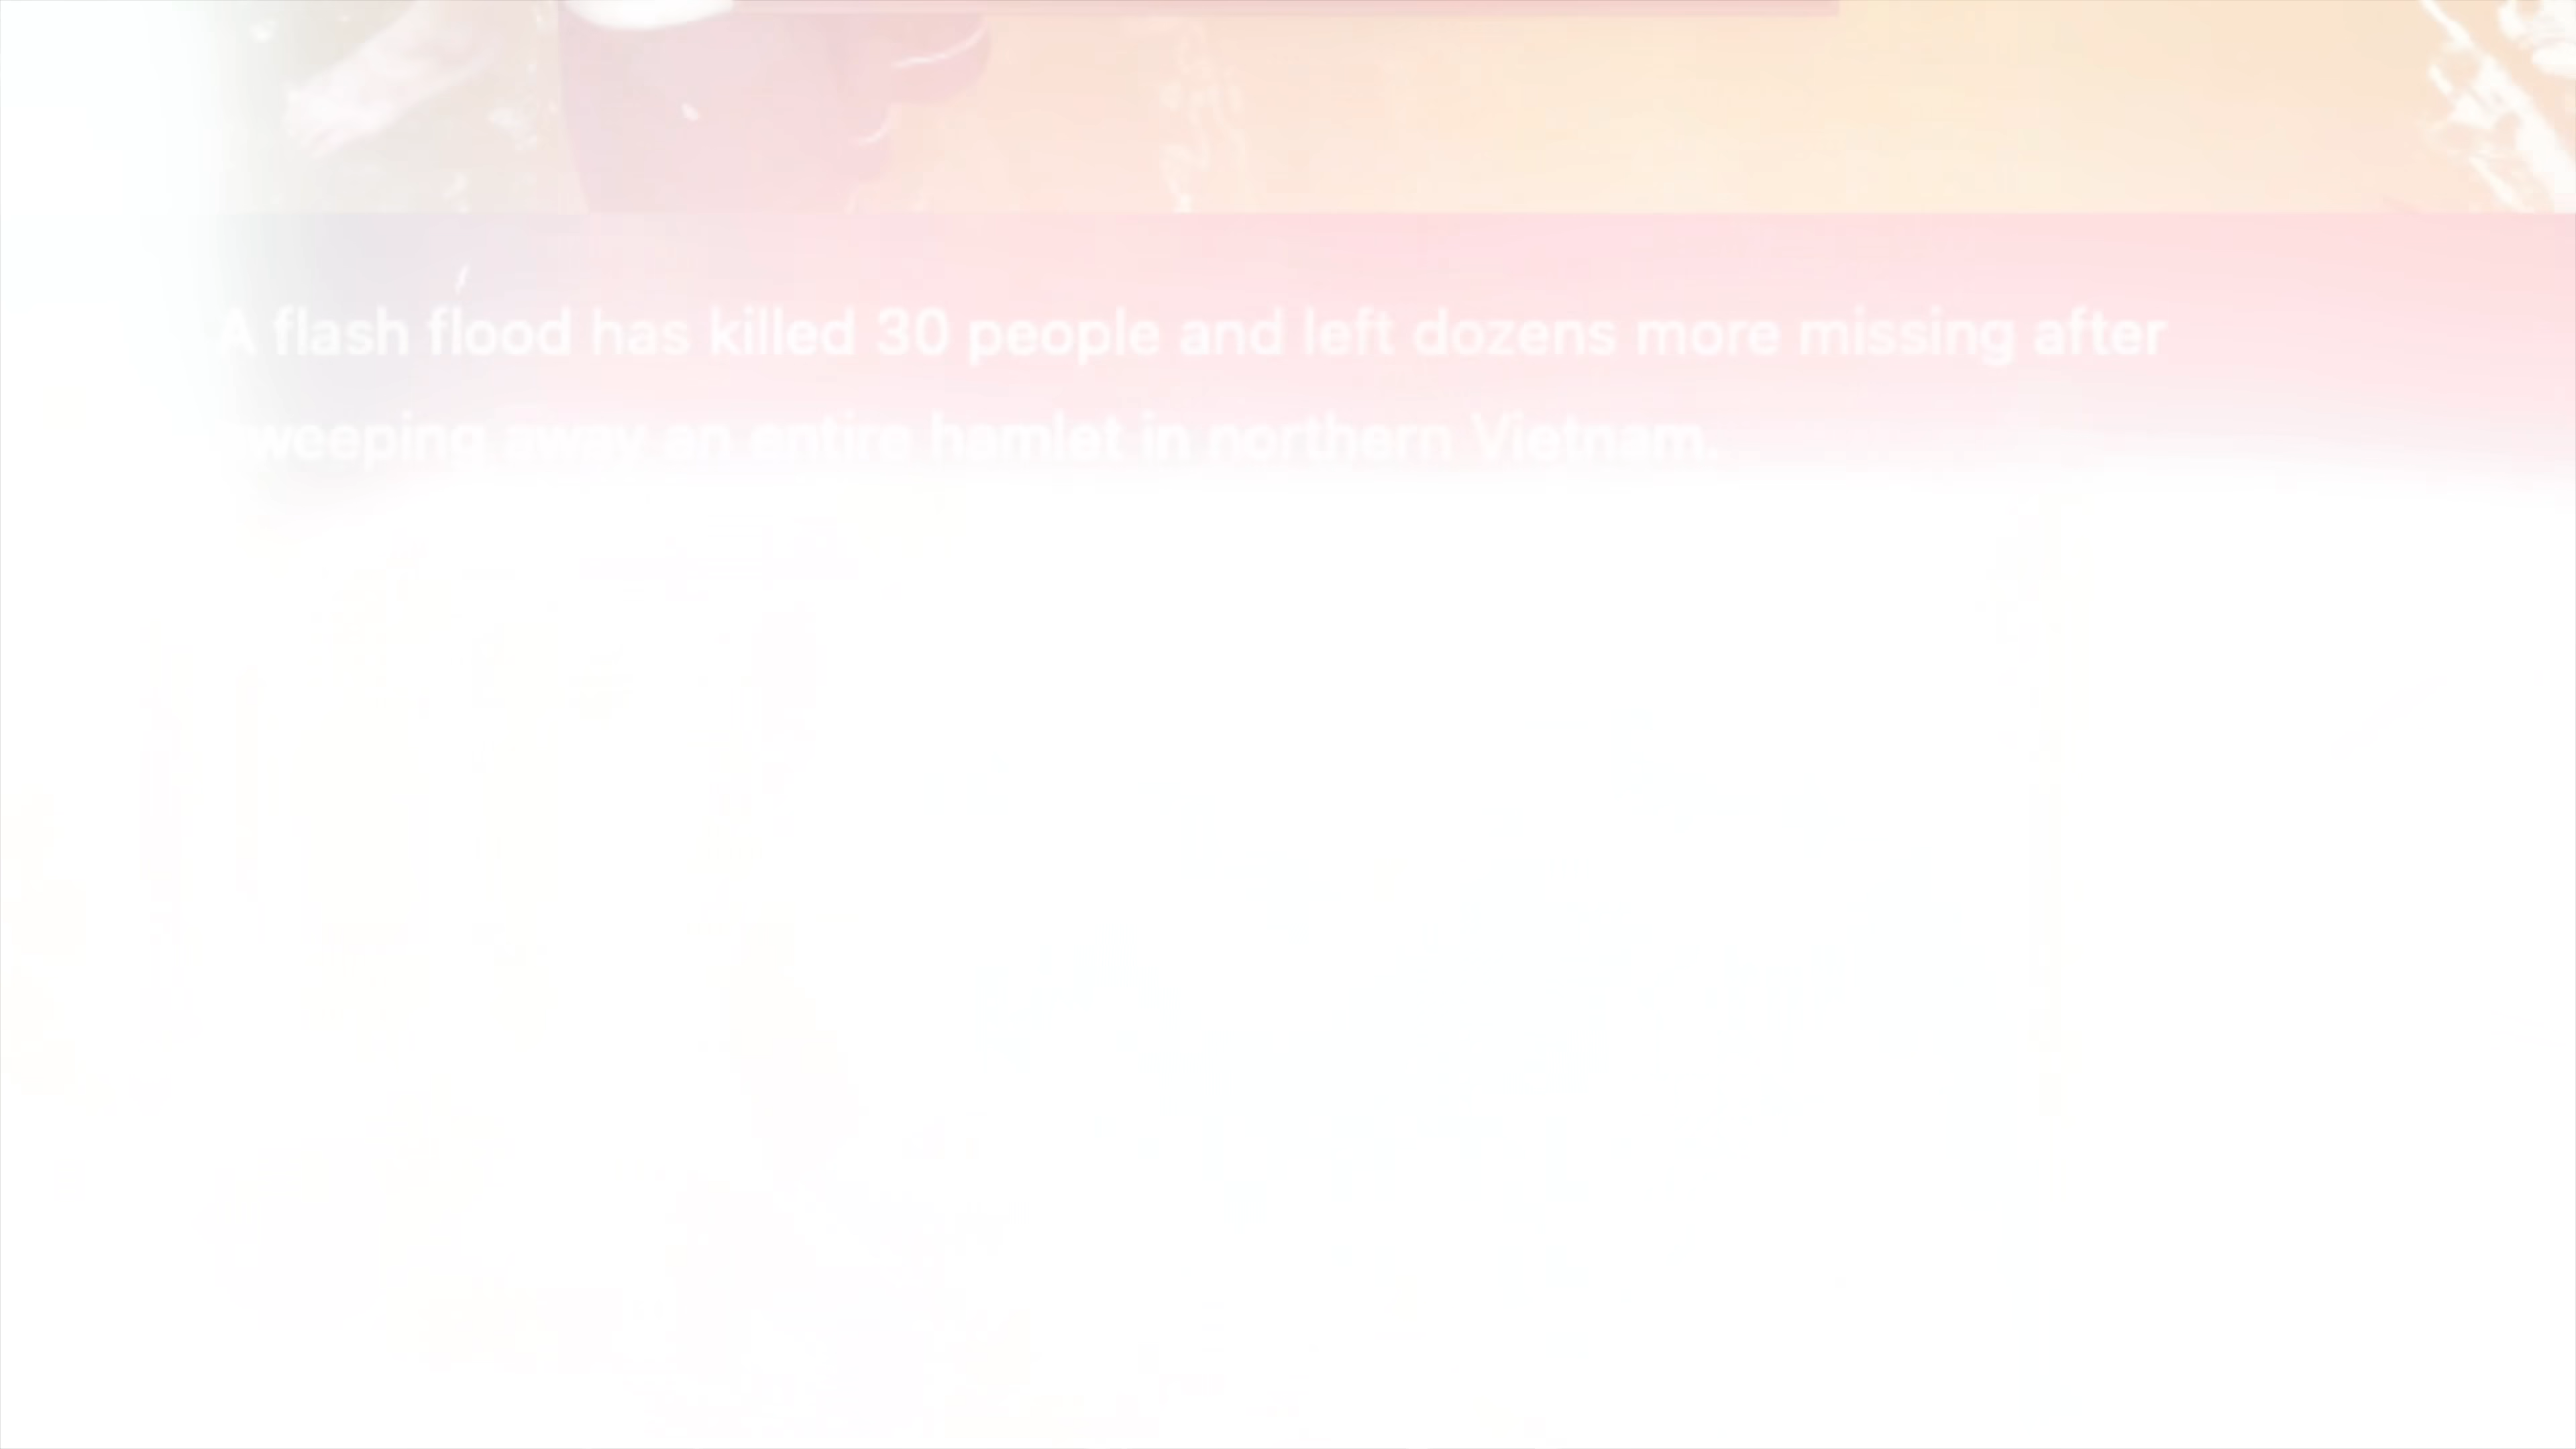 A flash flood has killed 30 people and left dozens more missing after
sweeping away an entire hamlet in northern Vietnam.